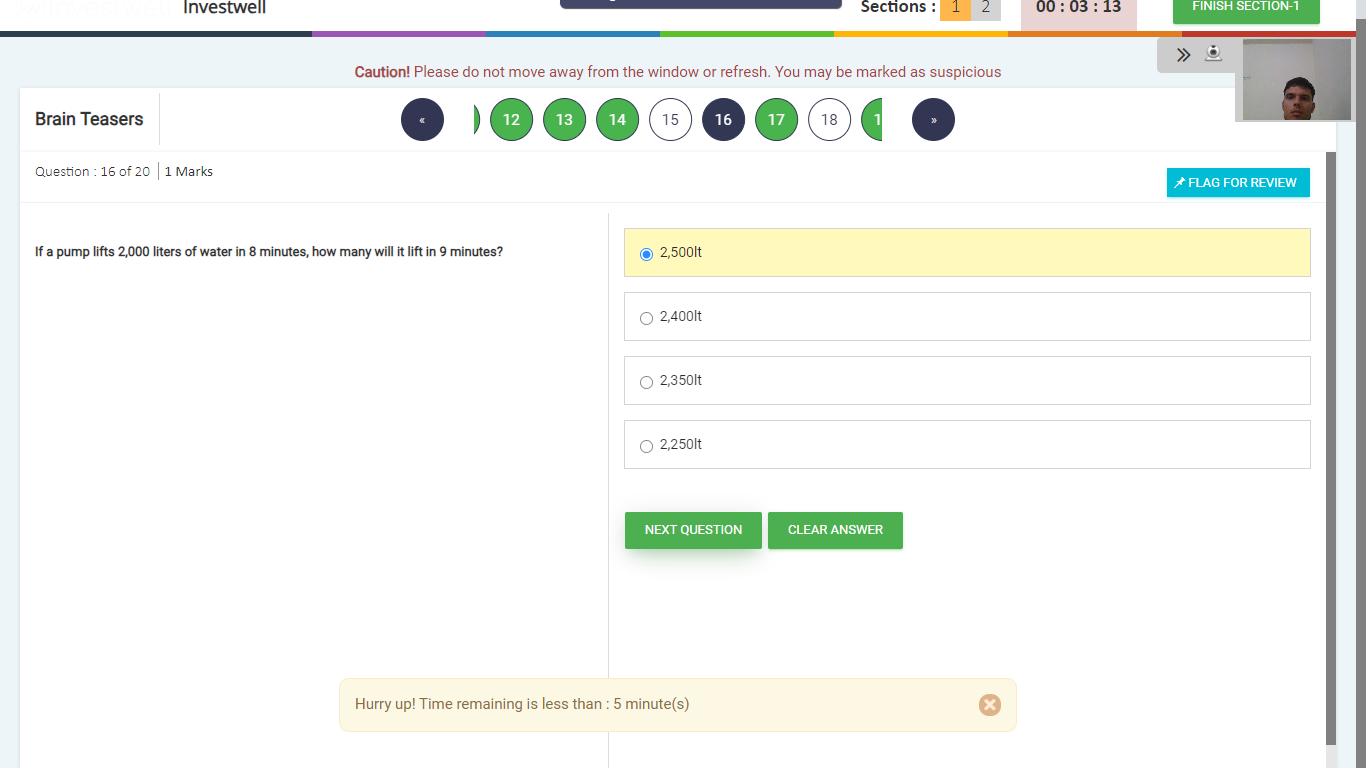 Investwell
Sections : 1 2
00 : 03 : 13
FINISH SECTION-1
Caution! Please do not move away from the window or refresh. You may be marked as suspicious
Brain Teasers
« 12 13 14 15 16 17 18 1 »
Question : 16 of 20 1 Marks
FLAG FOR REVIEW
If a pump lifts 2,000 liters of water in 8 minutes, how many will it lift in 9 minutes?
2,500lt
2,400lt
2,350lt
2,250lt
NEXT QUESTION CLEAR ANSWER
Hurry up! Time remaining is less than : 5 minute(s)